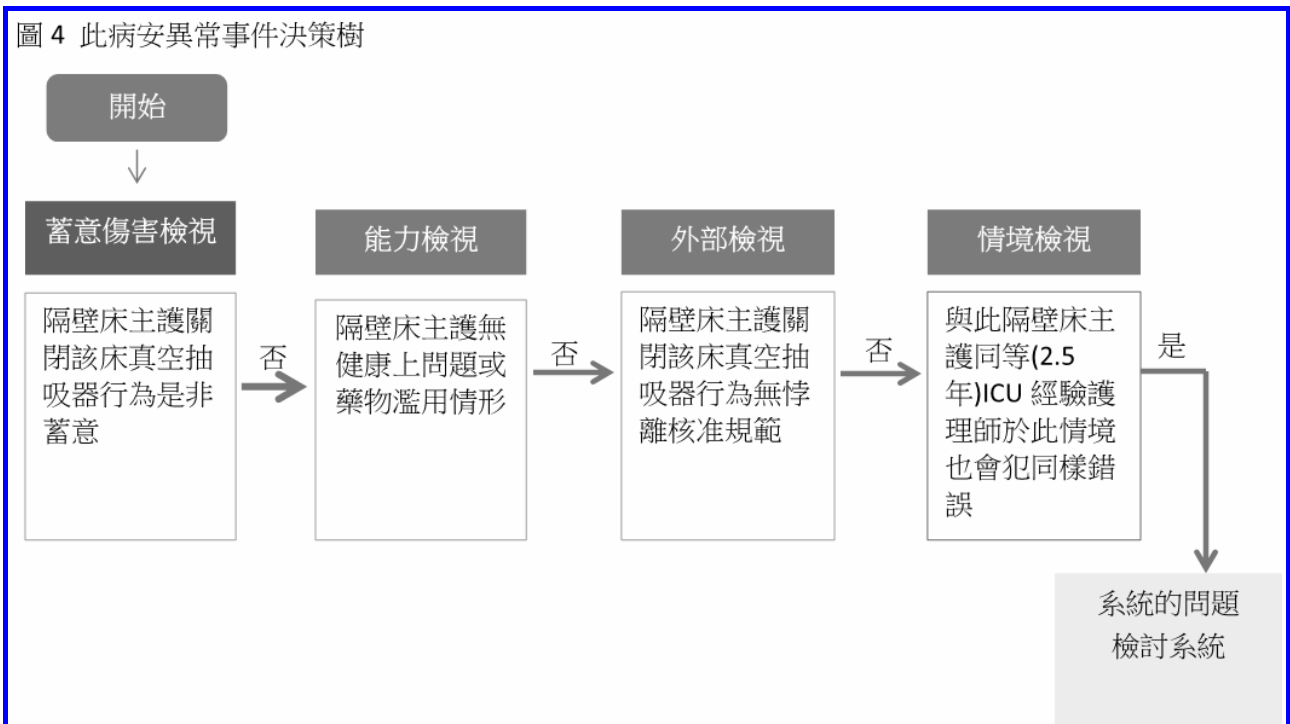 圖 4 此病安異常事件決策樹
開始
蓄意傷害檢視
隔壁床主護關
閉該床真空抽
吸器行為是非
蓄意
否
能力檢視
隔壁床主護無
健康上問題或
藥物濫用情形
否
外部檢視
隔壁床主護關
閉該床真空抽
吸器行為無悖
離核准規範
否
情境檢視
與此隔壁床主
護同等(2.5
年)ICU 經驗護
理師於此情境
也會犯同樣錯
誤
是
系統的問題
檢討系統